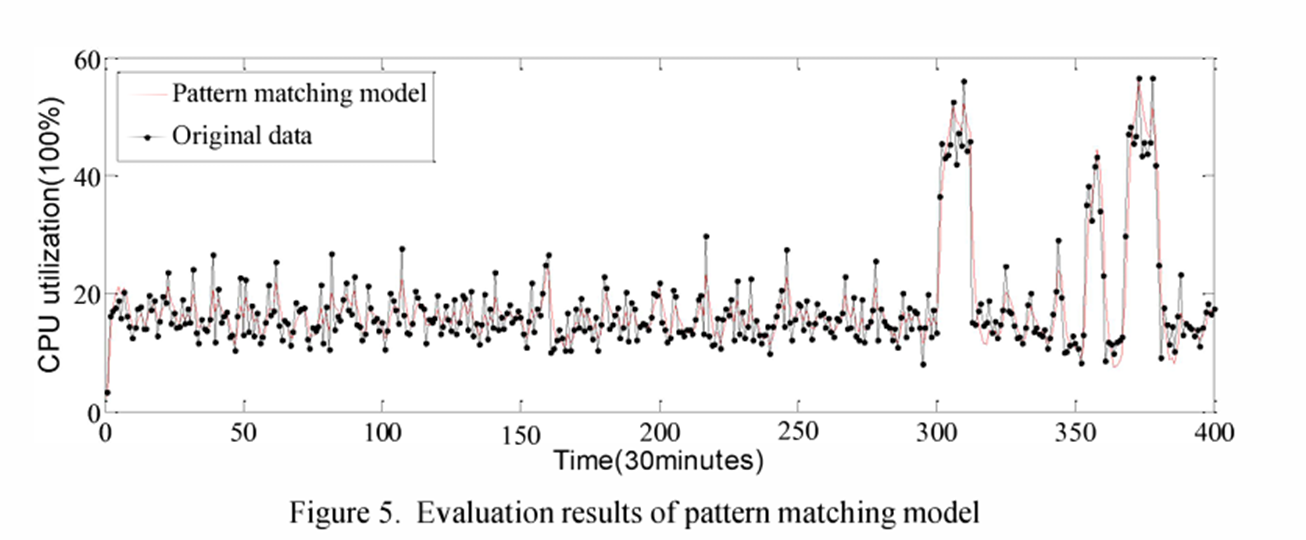 60
Pattern matching model
Original data
40
20
0
CPU utilization(100%)
0 50 100 150 200 250 300 350 400
Time(30minutes)
Figure 5. Evaluation results of pattern matching model